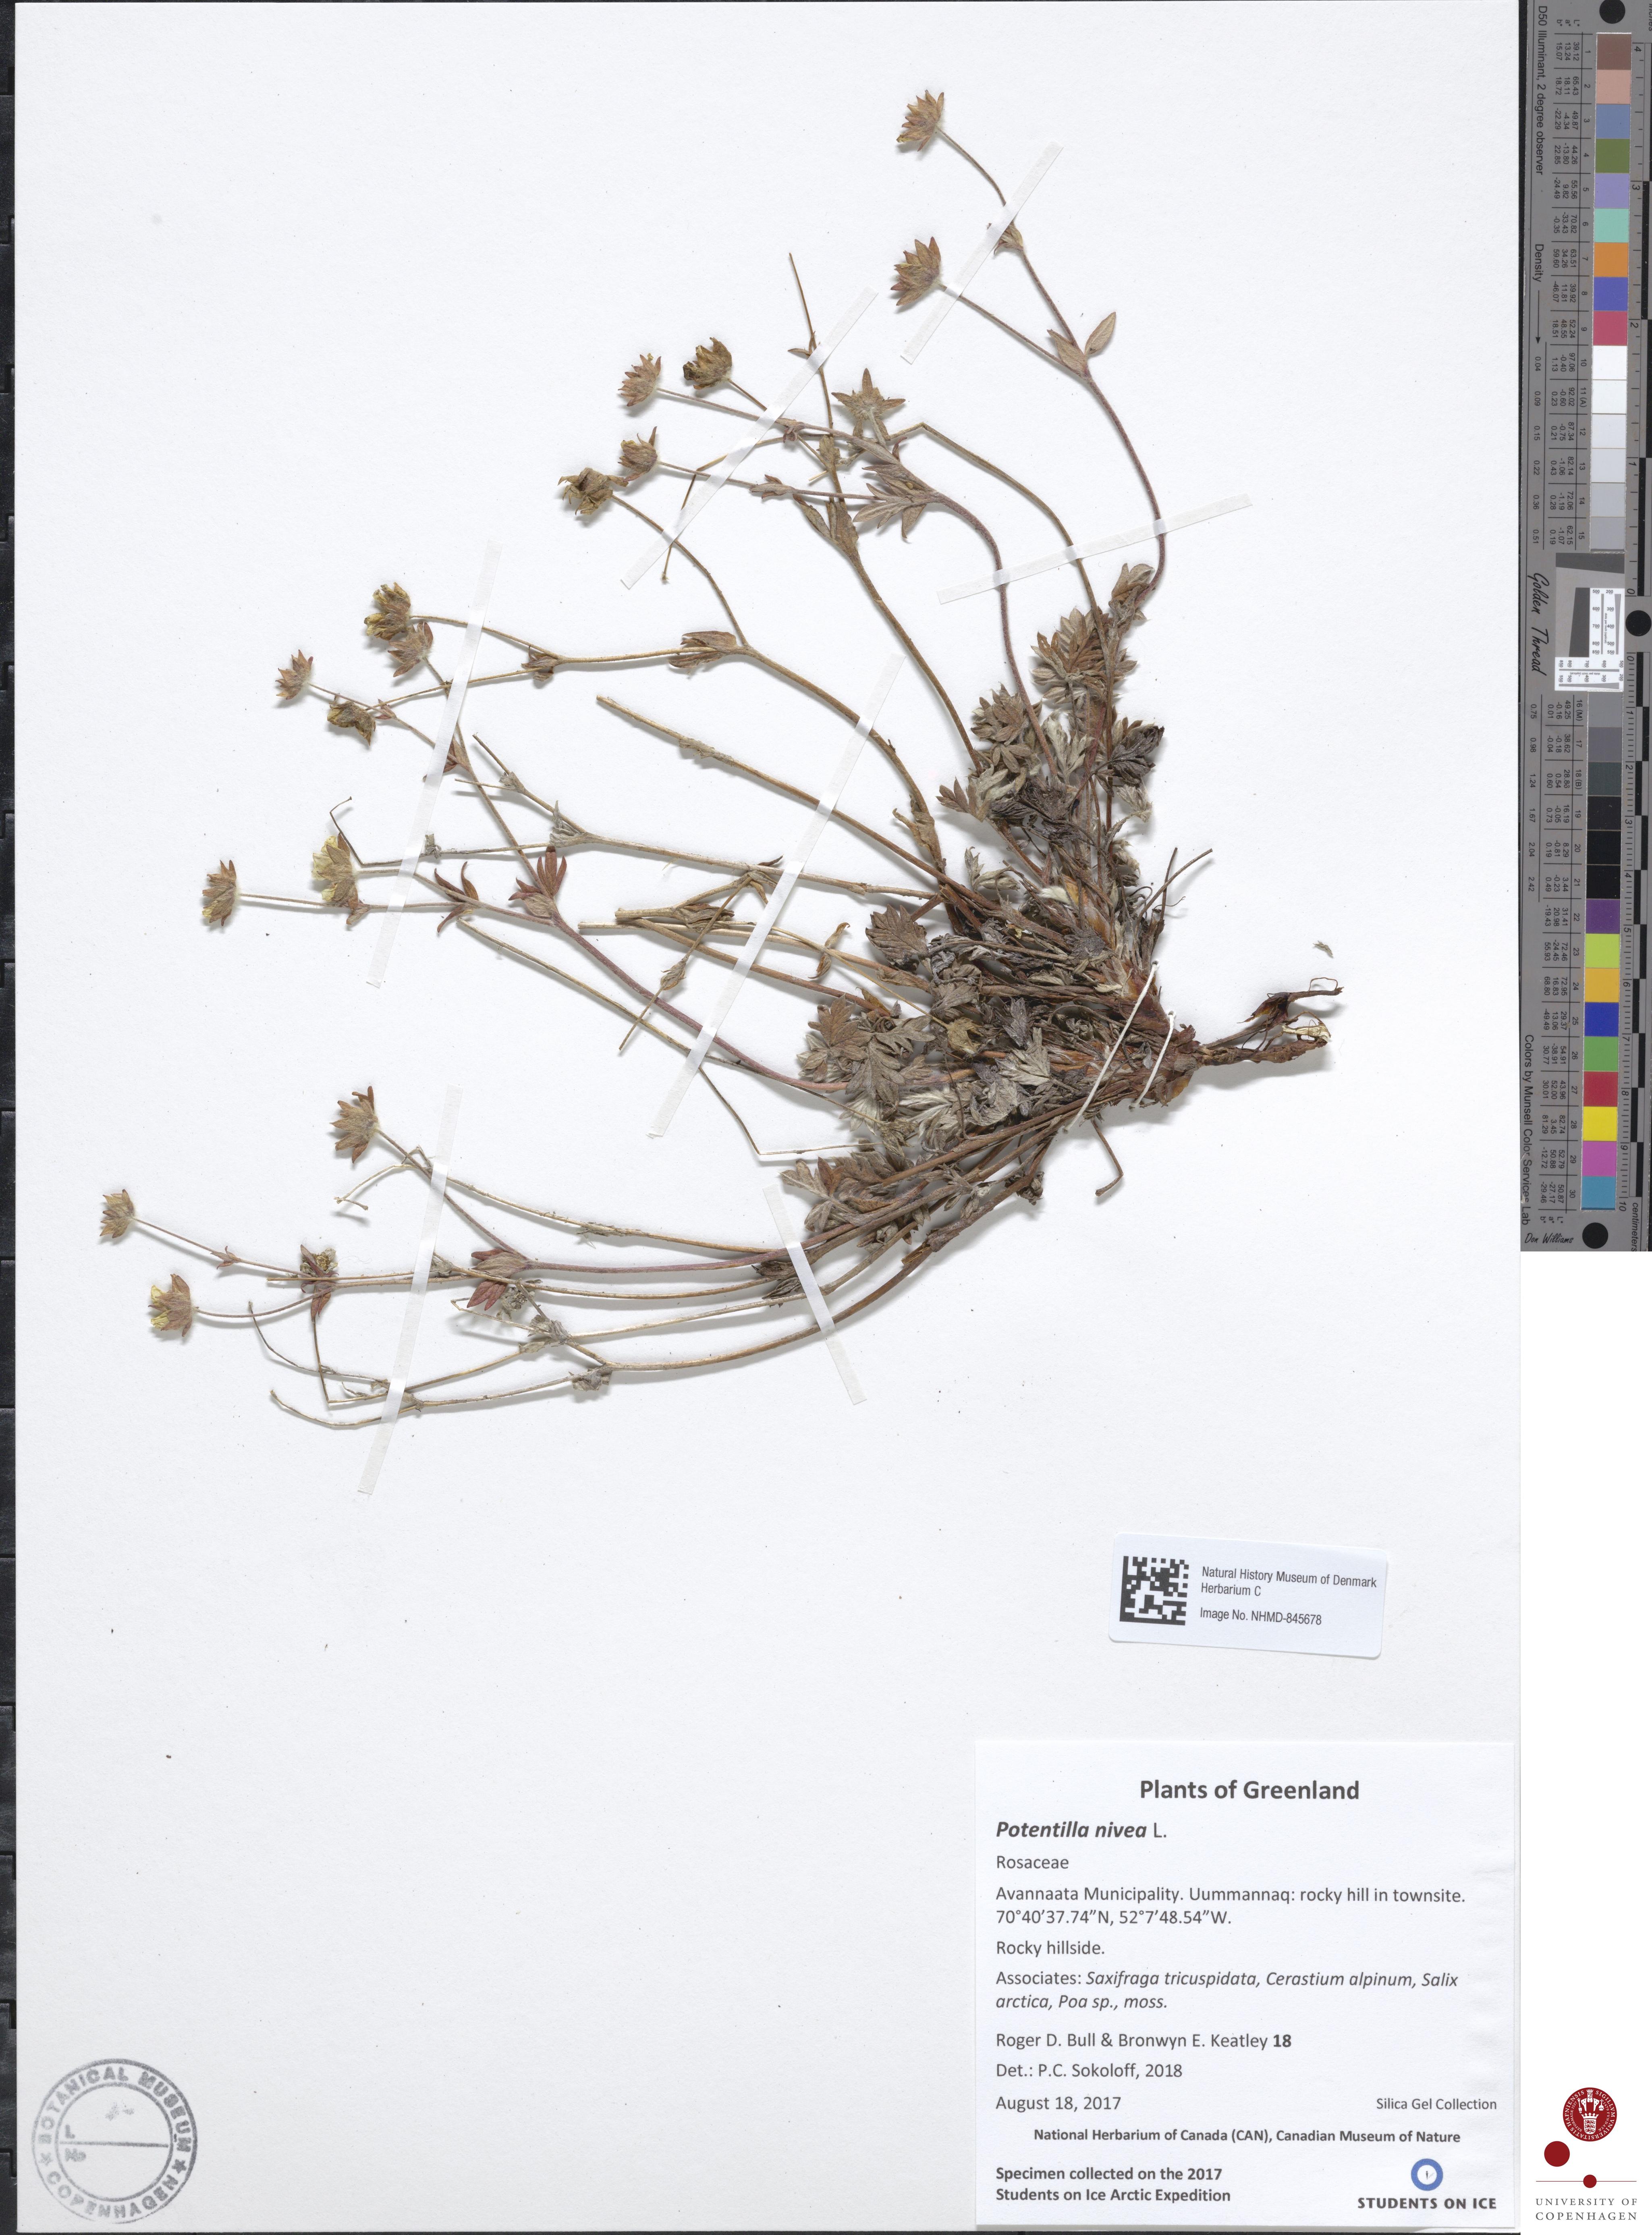 Natural History Museum of Denmark
Herbarium C
Image No. NHMD-845678
Plants of Greenland
Potentilla nivea L.
Rosaceae
Avannaata Municipality. Uummannaq: rocky hill in townsite.
70°40’37.74”N, 52°7’48.54”W.
Rocky hillside.
Associates: Saxifraga tricuspidata, Cerastium alpinum, Salix
arctica, Poa sp., moss.
Roger D. Bull & Bronwyn E. Keatley 18
Det.: P.C. Sokoloff, 2018
August 18, 2017 Silica Gel Collection
National Herbarium of Canada (CAN), Canadian Museum of Nature
Specimen collected on the 2017
Students on Ice Arctic Expedition
STUDENTS ON ICE
BOTANICAL MUSEUM
COPENHAGEN
L
No
UNIVERSITY OF
COPENHAGEN
D50 Illuminant, 2 degree observer
Density
Golden Thread
Colors by Munsell Color Services Lab
Don Williams
centimeters